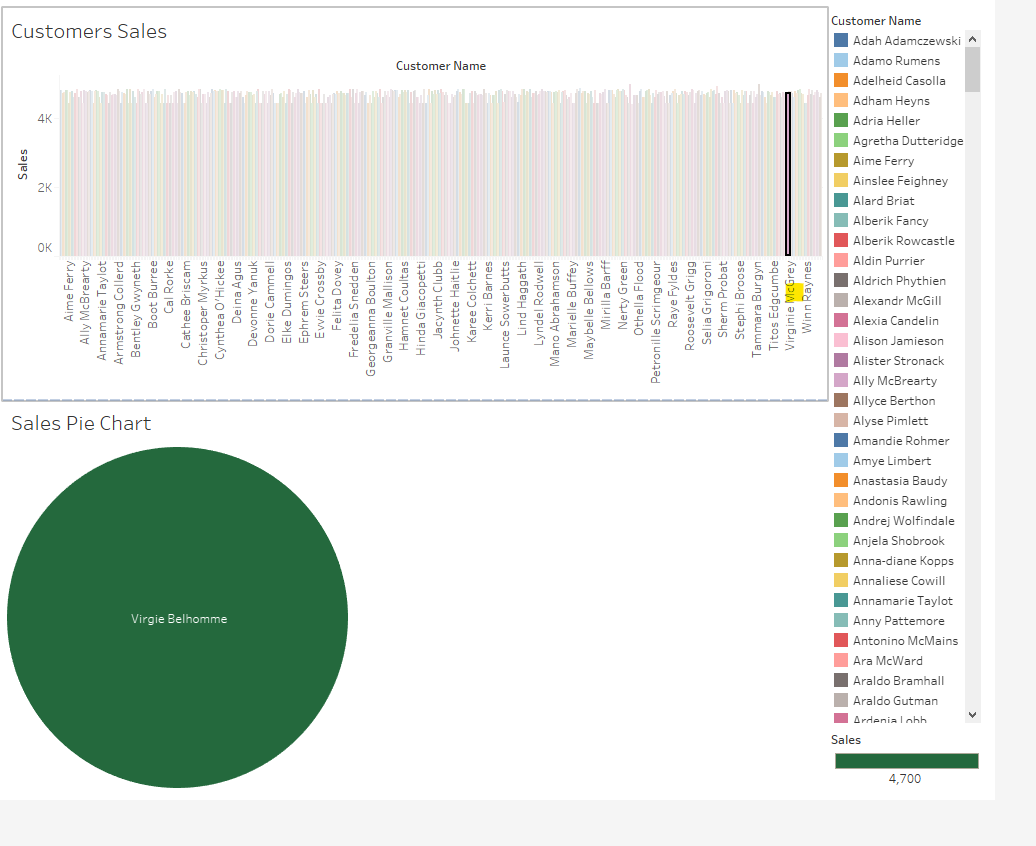 Customers Sales
Customer Name
Sales
4K
2K
0K
Aime Ferry
Ally McBrearty
Annamarie Taylot
Armstrong Collerd
Bentley Gwyneth
Boot Burree
Cal Rorke
Cathee Briscam
Christoper Myrkus
Cynthea O'Hickee
Deina Agus
Devonne Yanuk
Dorie Cammell
Elke Dumingos
Ephrem Steers
Evvie Crossby
Felita Dovey
Fredelia Sneden
Georgeanna Boulton
Granville Mallison
Hamnet Coultas
Hinda Giacopetti
Jacynth Clubb
Johnette Haitlie
Karee Colchett
Kerri Barnes
Launce Sowerbutts
Lind Haggath
Lyndel Rodwell
Mano Abrahamson
Marielle Buffey
Maybelle Bellows
Mirilla Barff
Nerty Green
Othella Flood
Petronille Scrimgeour
Raye Fyldes
Roosevelt Grigg
Selia Grigoroni
Sherm Probat
Stephi Broose
Tammara Burgyn
Titos Edgcumbe
Virginie McGrey
Winn Raynes
Sales Pie Chart
Virgie Belhomme
Customer Name
Adah Adamczewski
Adamo Rumens
Adelheid Casolla
Adham Heyns
Adria Heller
Agretha Dutteridge
Aime Ferry
Ainslee Feighney
Alard Briat
Alberik Fancy
Alberik Rowcastle
Aldin Purrier
Aldrich Phythien
Alexandr McGill
Alexia Candelin
Alison Jamieson
Alister Stronack
Ally McBrearty
Allyce Berthon
Alyse Pimlett
Amandie Rohmer
Amye Limbert
Anastasia Baudy
Andonis Rawling
Andrej Wolfindale
Anjela Shobrook
Anna-diane Kopps
Annaliese Cowill
Annamarie Taylot
Anny Pattemore
Antonino McMains
Ara McWard
Araldo Bramhall
Araldo Gutman
Ardenia Lobb
Sales
4,700